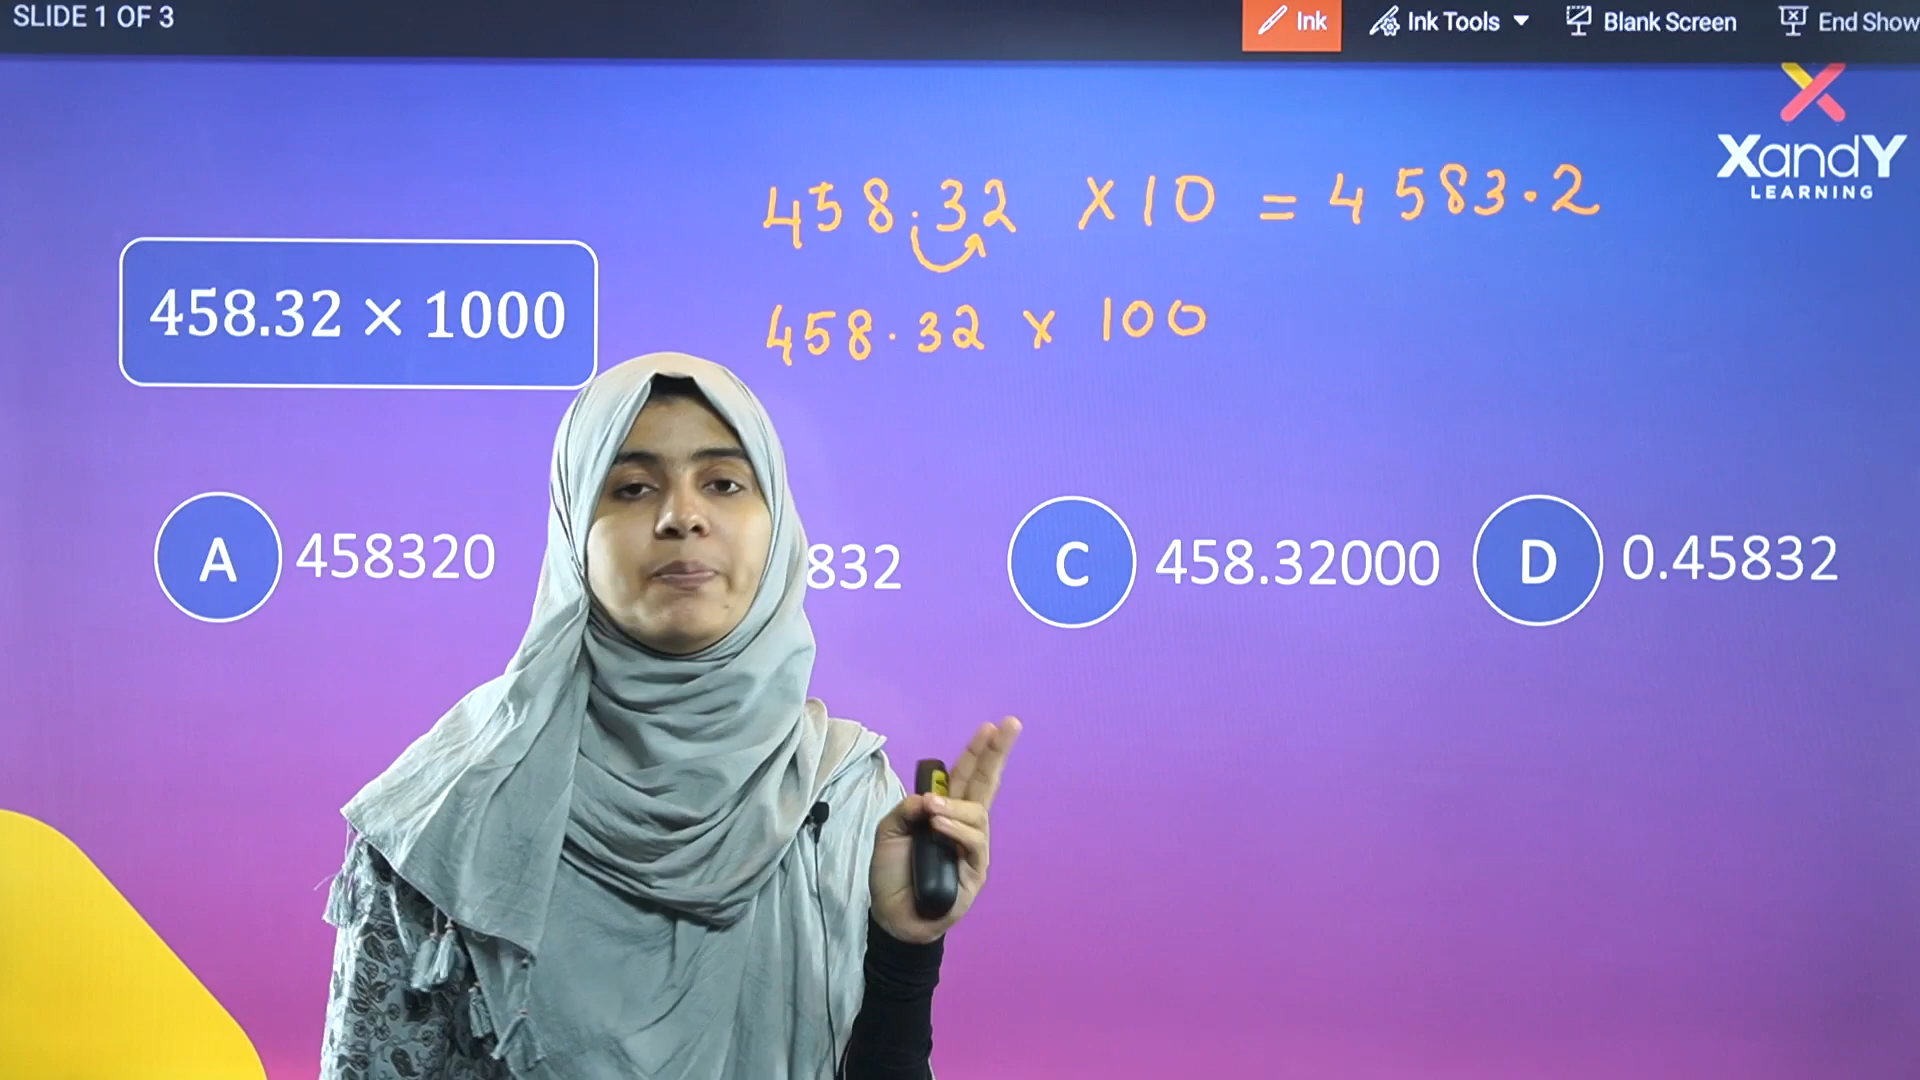 SLIDE 1 OF 3
Ink
Ink Tools
Blank Screen
End Show
XandY
LEARNING
458.32 × 10 = 4583.2
458.32 × 1000
458.32 × 100
A 458320
832
C 458.32000
D 0.45832